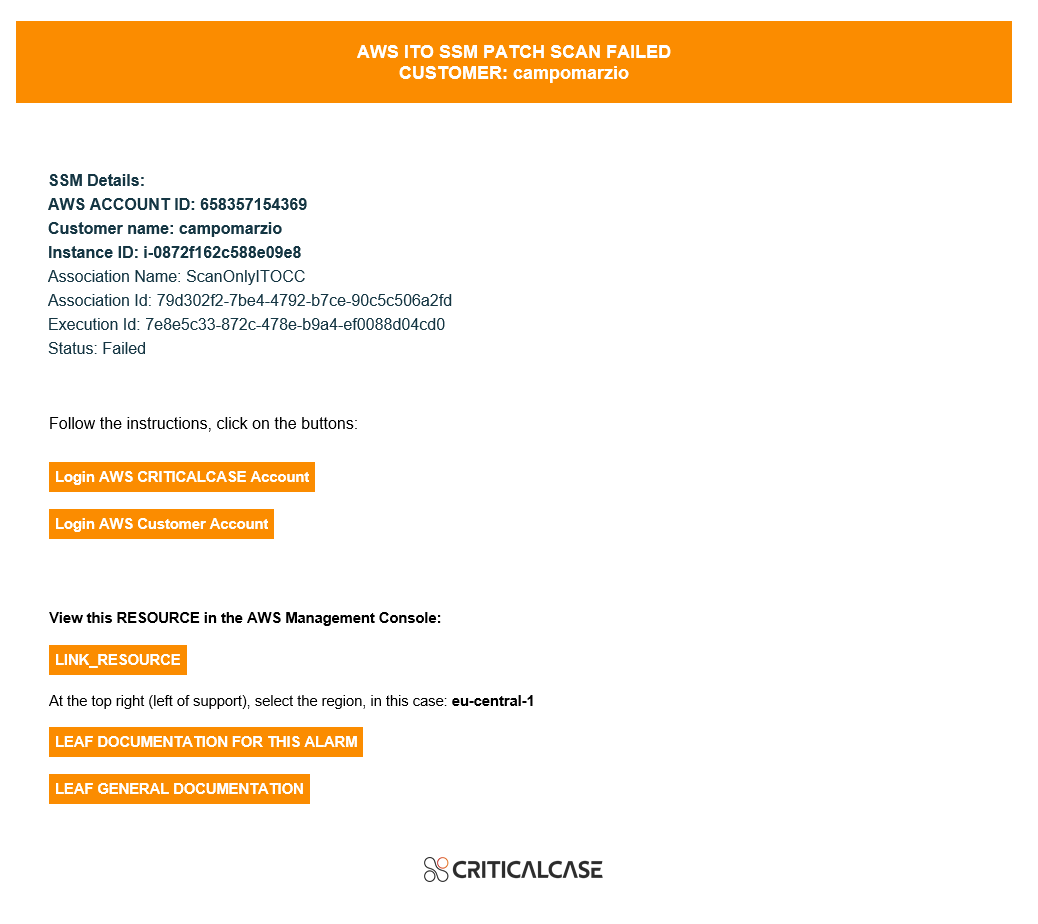 AWS ITO SSM PATCH SCAN FAILED
CUSTOMER: campomarzio
SSM Details:
AWS ACCOUNT ID: 658357154369
Customer name: campomarzio
Instance ID: i-0872f162c588e09e8
Association Name: ScanOnlyITOCC
Association Id: 79d302f2-7be4-4792-b7ce-90c5c506a2fd
Execution Id: 7e8e5c33-872c-478e-b9a4-ef0088d04cd0
Status: Failed
Follow the instructions, click on the buttons:
Login AWS CRITICALCASE Account
Login AWS Customer Account
View this RESOURCE in the AWS Management Console:
LINK_RESOURCE
At the top right (left of support), select the region, in this case: eu-central-1
LEAF DOCUMENTATION FOR THIS ALARM
LEAF GENERAL DOCUMENTATION
CRITICALCASE